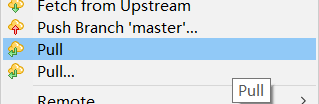 Fetch from Upstream
Push Branch 'master'...
Pull
Pull...
Pull
Remote